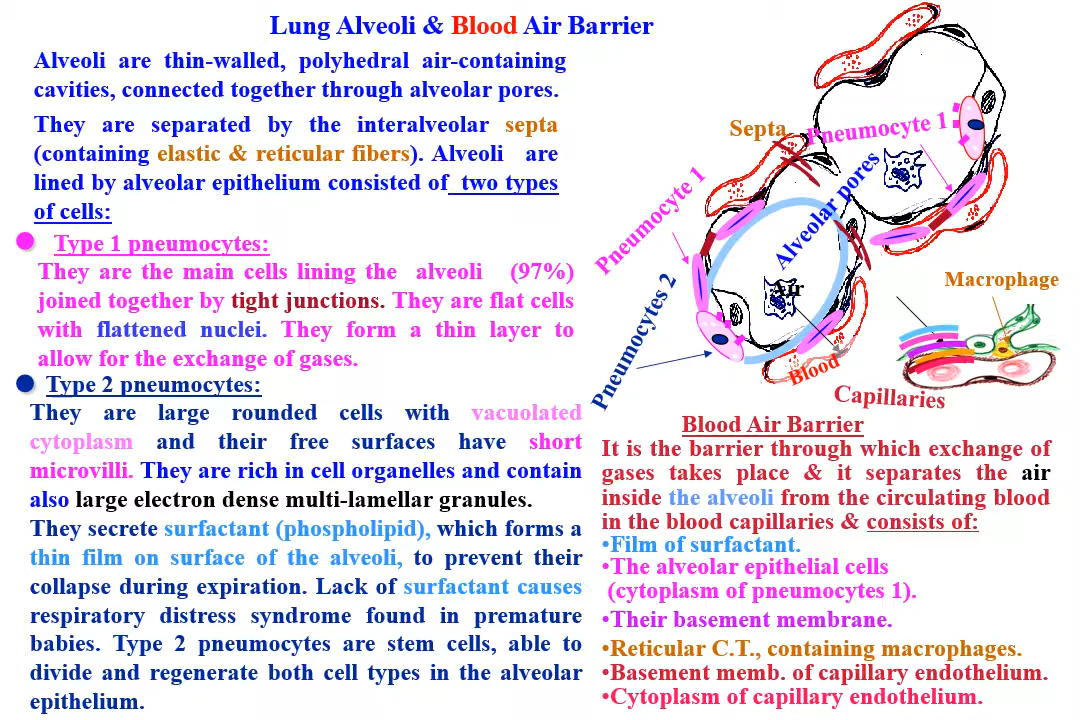 Lung Alveoli & Blood Air Barrier
Alveoli are thin-walled, polyhedral air-containing
cavities, connected together through alveolar pores.
They are separated by the interalveolar septa
(containing elastic & reticular fibers). Alveoli are
lined by alveolar epithelium consisted of two types
of cells:
Type 1 pneumocytes:
They are the main cells lining the alveoli (97%)
joined together by tight junctions. They are flat cells
with flattened nuclei. They form a thin layer to
allow for the exchange of gases.
Type 2 pneumocytes:
They are large rounded cells with vacuolated
cytoplasm and their free surfaces have short
microvilli. They are rich in cell organelles and contain
also large electron dense multi-lamellar granules.
They secrete surfactant (phospholipid), which forms a
thin film on surface of the alveoli, to prevent their
collapse during expiration. Lack of surfactant causes
respiratory distress syndrome found in premature
babies. Type 2 pneumocytes are stem cells, able to
divide and regenerate both cell types in the alveolar
epithelium.
Septa
Pneumocyte 1
Pneumocyte 1
Alveolar pores
Pneumocytes 2
Air
Blood
Macrophage
Capillaries
Blood Air Barrier
It is the barrier through which exchange of
gases takes place & it separates the air
inside the alveoli from the circulating blood
in the blood capillaries & consists of:
•Film of surfactant.
•The alveolar epithelial cells
(cytoplasm of pneumocytes 1).
•Their basement membrane.
•Reticular C.T., containing macrophages.
•Basement memb. of capillary endothelium.
•Cytoplasm of capillary endothelium.